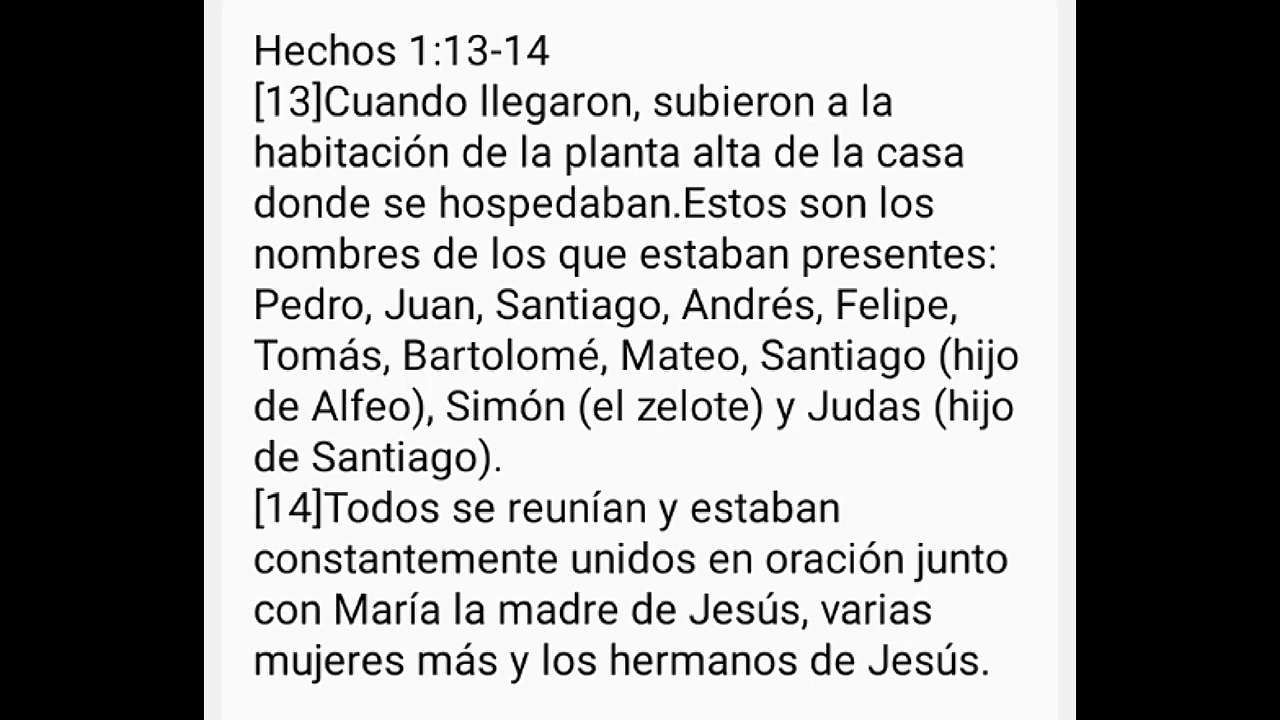 Hechos 1:13-14
[13]Cuando llegaron, subieron a la
habitación de la planta alta de la casa
donde se hospedaban.Estos son los
nombres de los que estaban presentes:
Pedro, Juan, Santiago, Andrés, Felipe,
Tomás, Bartolomé, Mateo, Santiago (hijo
de Alfeo), Simón (el zelote) y Judas (hijo
de Santiago).
[14]Todos se reunían y estaban
constantemente unidos en oración junto
con María la madre de Jesús, varias
mujeres más y los hermanos de Jesús.